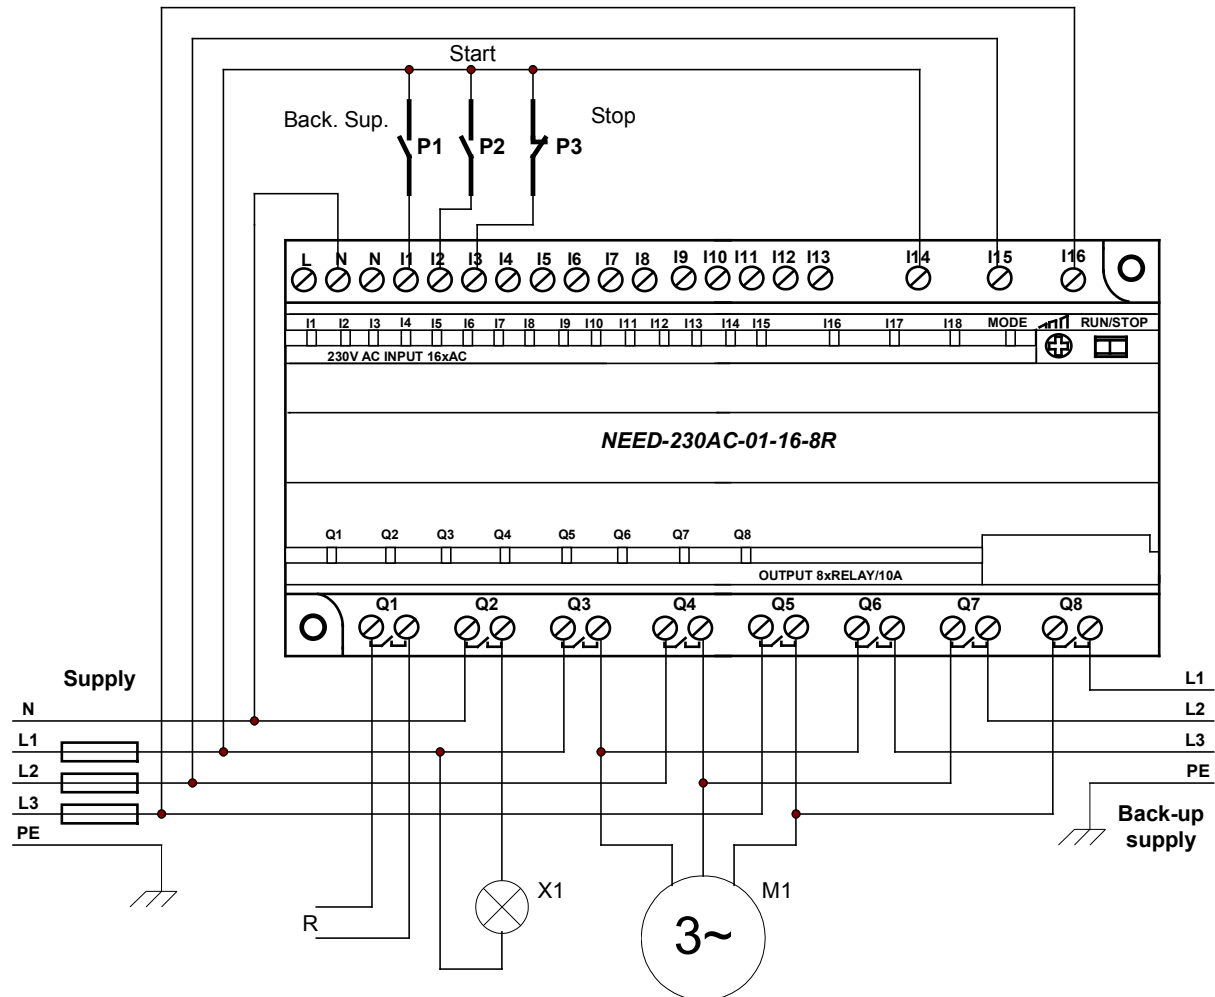 Start
Back. Sup.
Stop
P1
P2
P3
L N N I1 I2 I3 I4 I5 I6 I7 I8 I9 I10 I11 I12 I13 I14 I15 I16
I1 I2 I3 I4 I5 I6 I7 I8 I9 I10 I11 I12 I13 I14 I15 I16 I17 I18 MODE RUN/STOP
230V AC INPUT 16xAC
NEED-230AC-01-16-8R
Q1 Q2 Q3 Q4 Q5 Q6 Q7 Q8
OUTPUT 8xRELAY/10A
Q1 Q2 Q3 Q4 Q5 Q6 Q7 Q8
Supply
N
L1
L2
L3
PE
L1
L2
L3
PE
Back-up
supply
R
X1
M1
3~